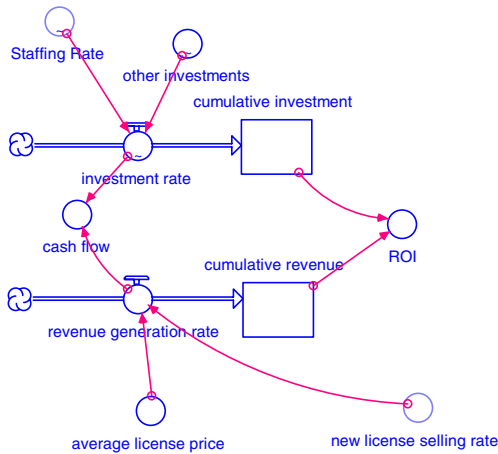 Staffing Rate
other investments
cumulative investment
investment rate
cash flow
ROI
cumulative revenue
revenue generation rate
average license price
new license selling rate